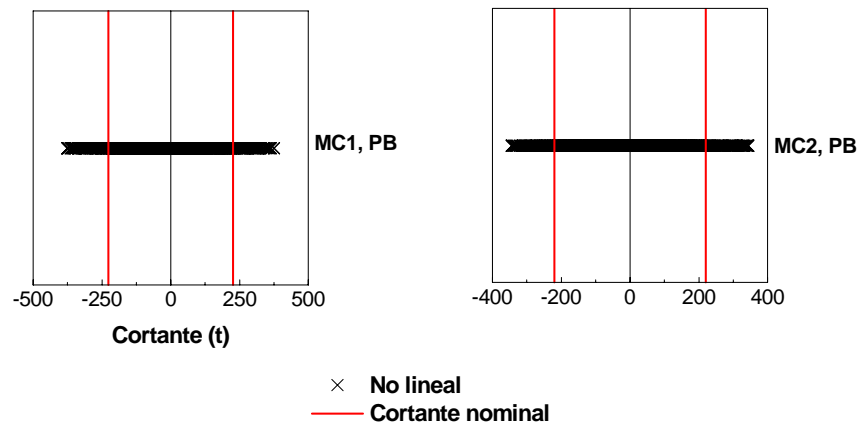 MC1, PB
-500 -250 0 250 500
Cortante (t)
MC2, PB
-400 -200 0 200 400
No lineal
Cortante nominal